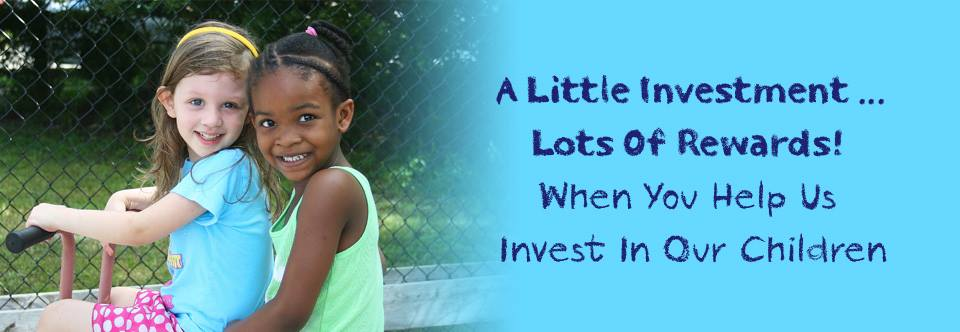 A Little Investment ...
Lots Of Rewards!
When You Help Us
Invest In Our Children